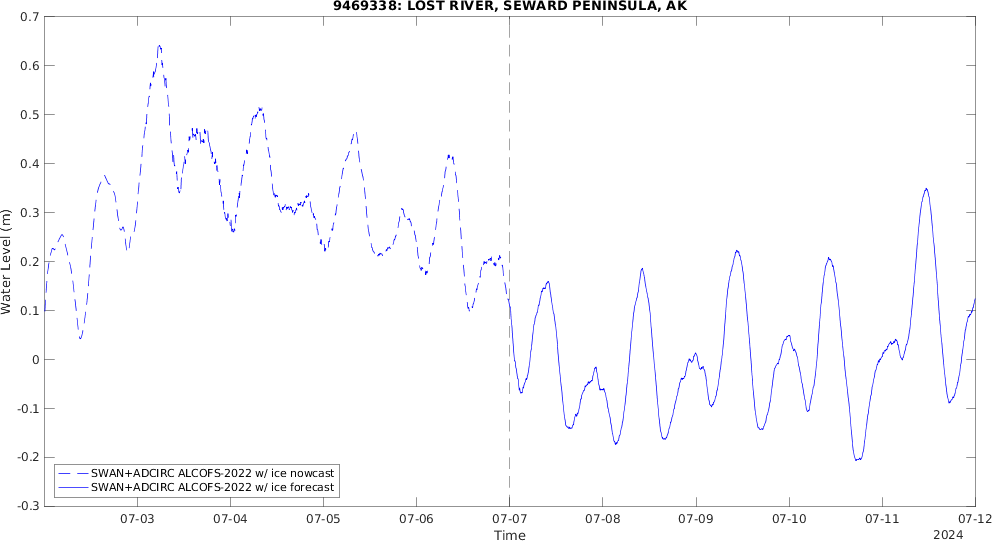 9469338: LOST RIVER, SEWARD PENINSULA, AK
0.7
0.6
0.5
0.4
0.3
0.2
0.1
0
-0.1
-0.2
-0.3
Water Level (m)
SWAN+ADCIRC ALCOFS-2022 w/ ice nowcast
SWAN+ADCIRC ALCOFS-2022 w/ ice forecast
07-03 07-04 07-05 07-06 07-07 07-08 07-09 07-10 07-11 07-12
Time
2024